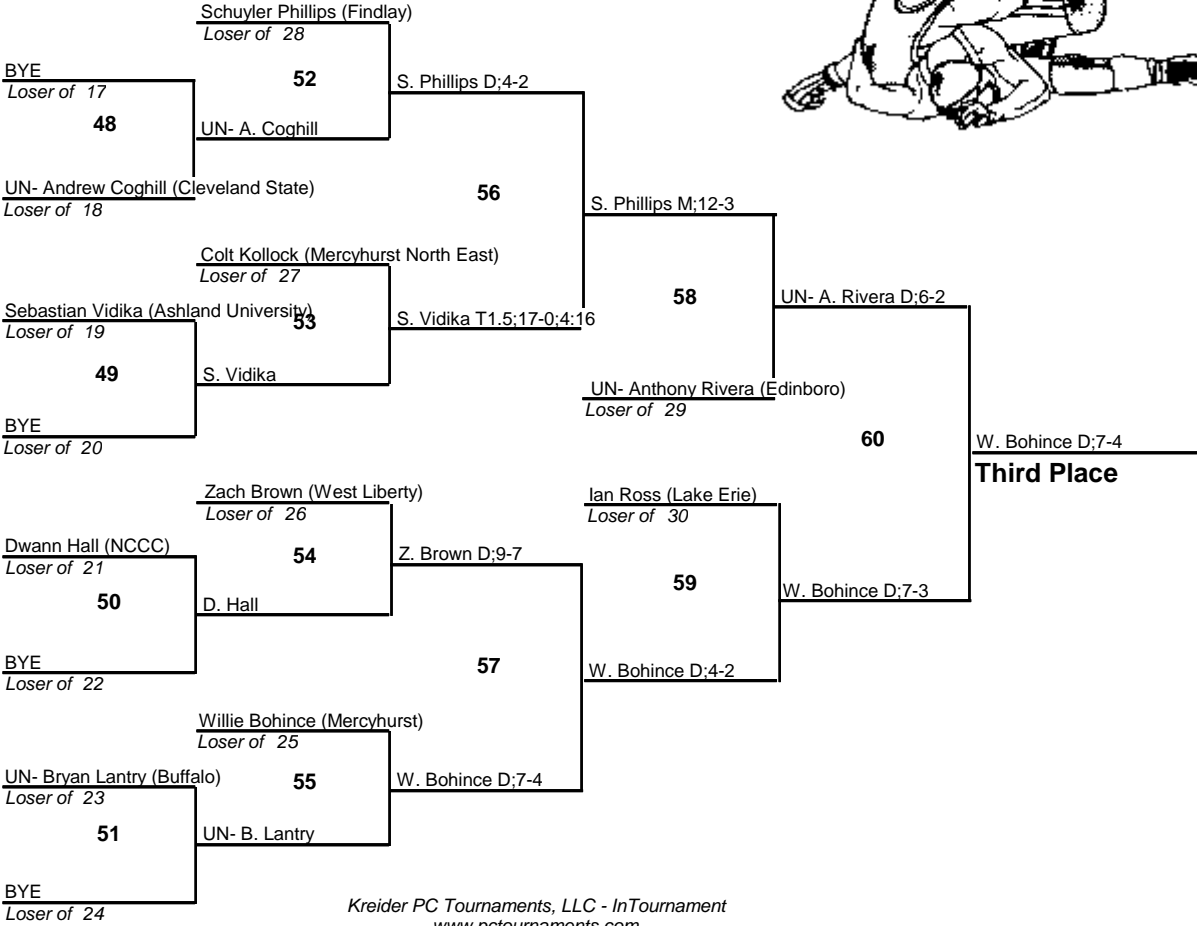 Schuyler Phillips (Findlay)
Loser of 28
BYE
Loser of 17
52
S. Phillips D;4-2
48
UN- A. Coghill
UN- Andrew Coghill (Cleveland State)
Loser of 18
56
S. Phillips M;12-3
Colt Kollock (Mercyhurst North East)
Loser of 27
58
UN- A. Rivera D;6-2
Sebastian Vidika (Ashland University)
Loser of 19
53
S. Vidika T1.5;17-0;4:16
49
S. Vidika
UN- Anthony Rivera (Edinboro)
Loser of 29
BYE
Loser of 20
60
W. Bohince D;7-4
Third Place
Zach Brown (West Liberty)
Loser of 26
Ian Ross (Lake Erie)
Loser of 30
Dwann Hall (NCCC)
Loser of 21
54
Z. Brown D;9-7
59
50
D. Hall
W. Bohince D;7-3
BYE
Loser of 22
57
W. Bohince D;4-2
Willie Bohince (Mercyhurst)
Loser of 25
UN- Bryan Lantry (Buffalo)
Loser of 23
55
W. Bohince D;7-4
51
UN- B. Lantry
BYE
Loser of 24
Kreider PC Tournaments, LLC - InTournament
www.pctournaments.com